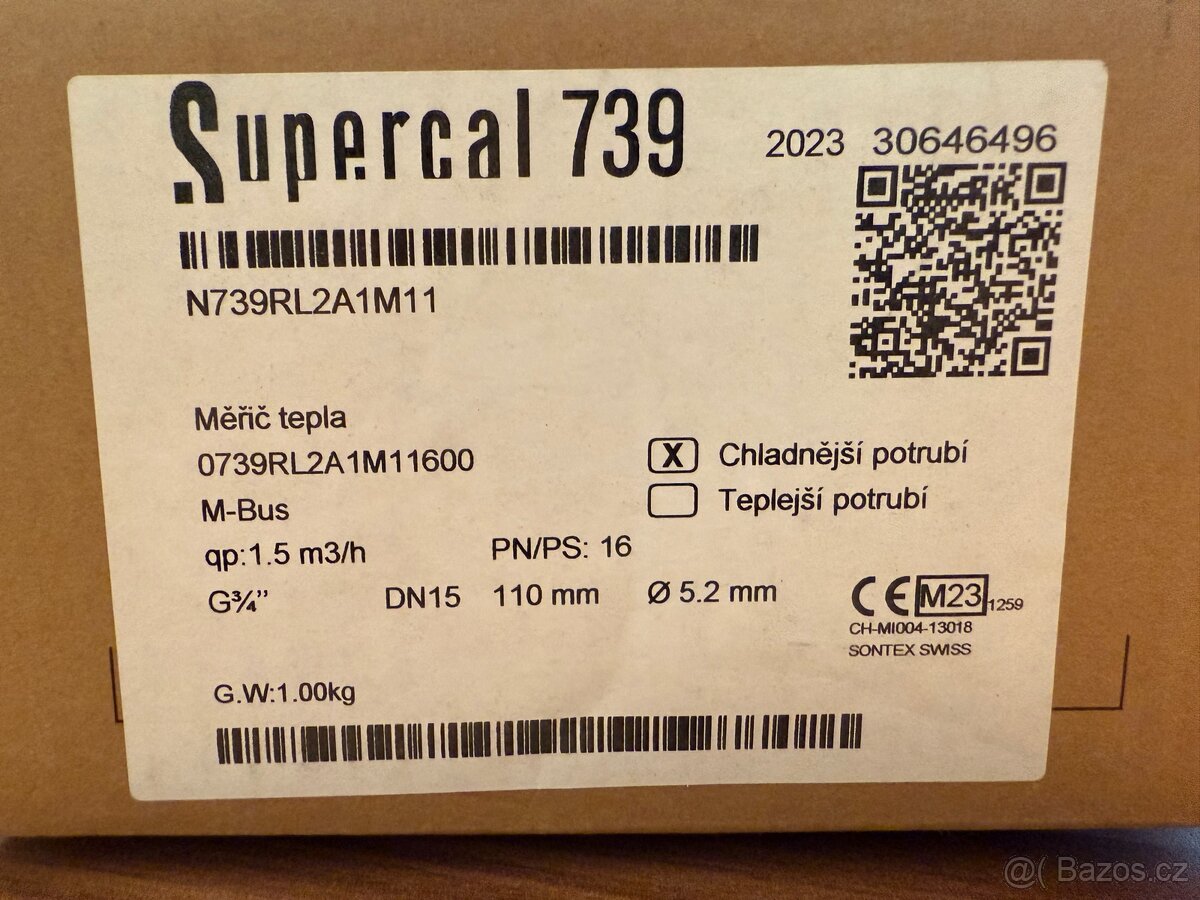 Supercal 739
2023 30646496
N739RL2A1M11
Měřič tepla
0739RL2A1M11600
X Chladnější potrubí
M-Bus
Teplejší potrubí
qp:1.5 m3/h PN/PS: 16
G¾” DN15 110 mm Ø 5.2 mm
CE M23 1259
CH-MI004-13018
SONTEX SWISS
G.W:1.00kg
@( Bazos.cz